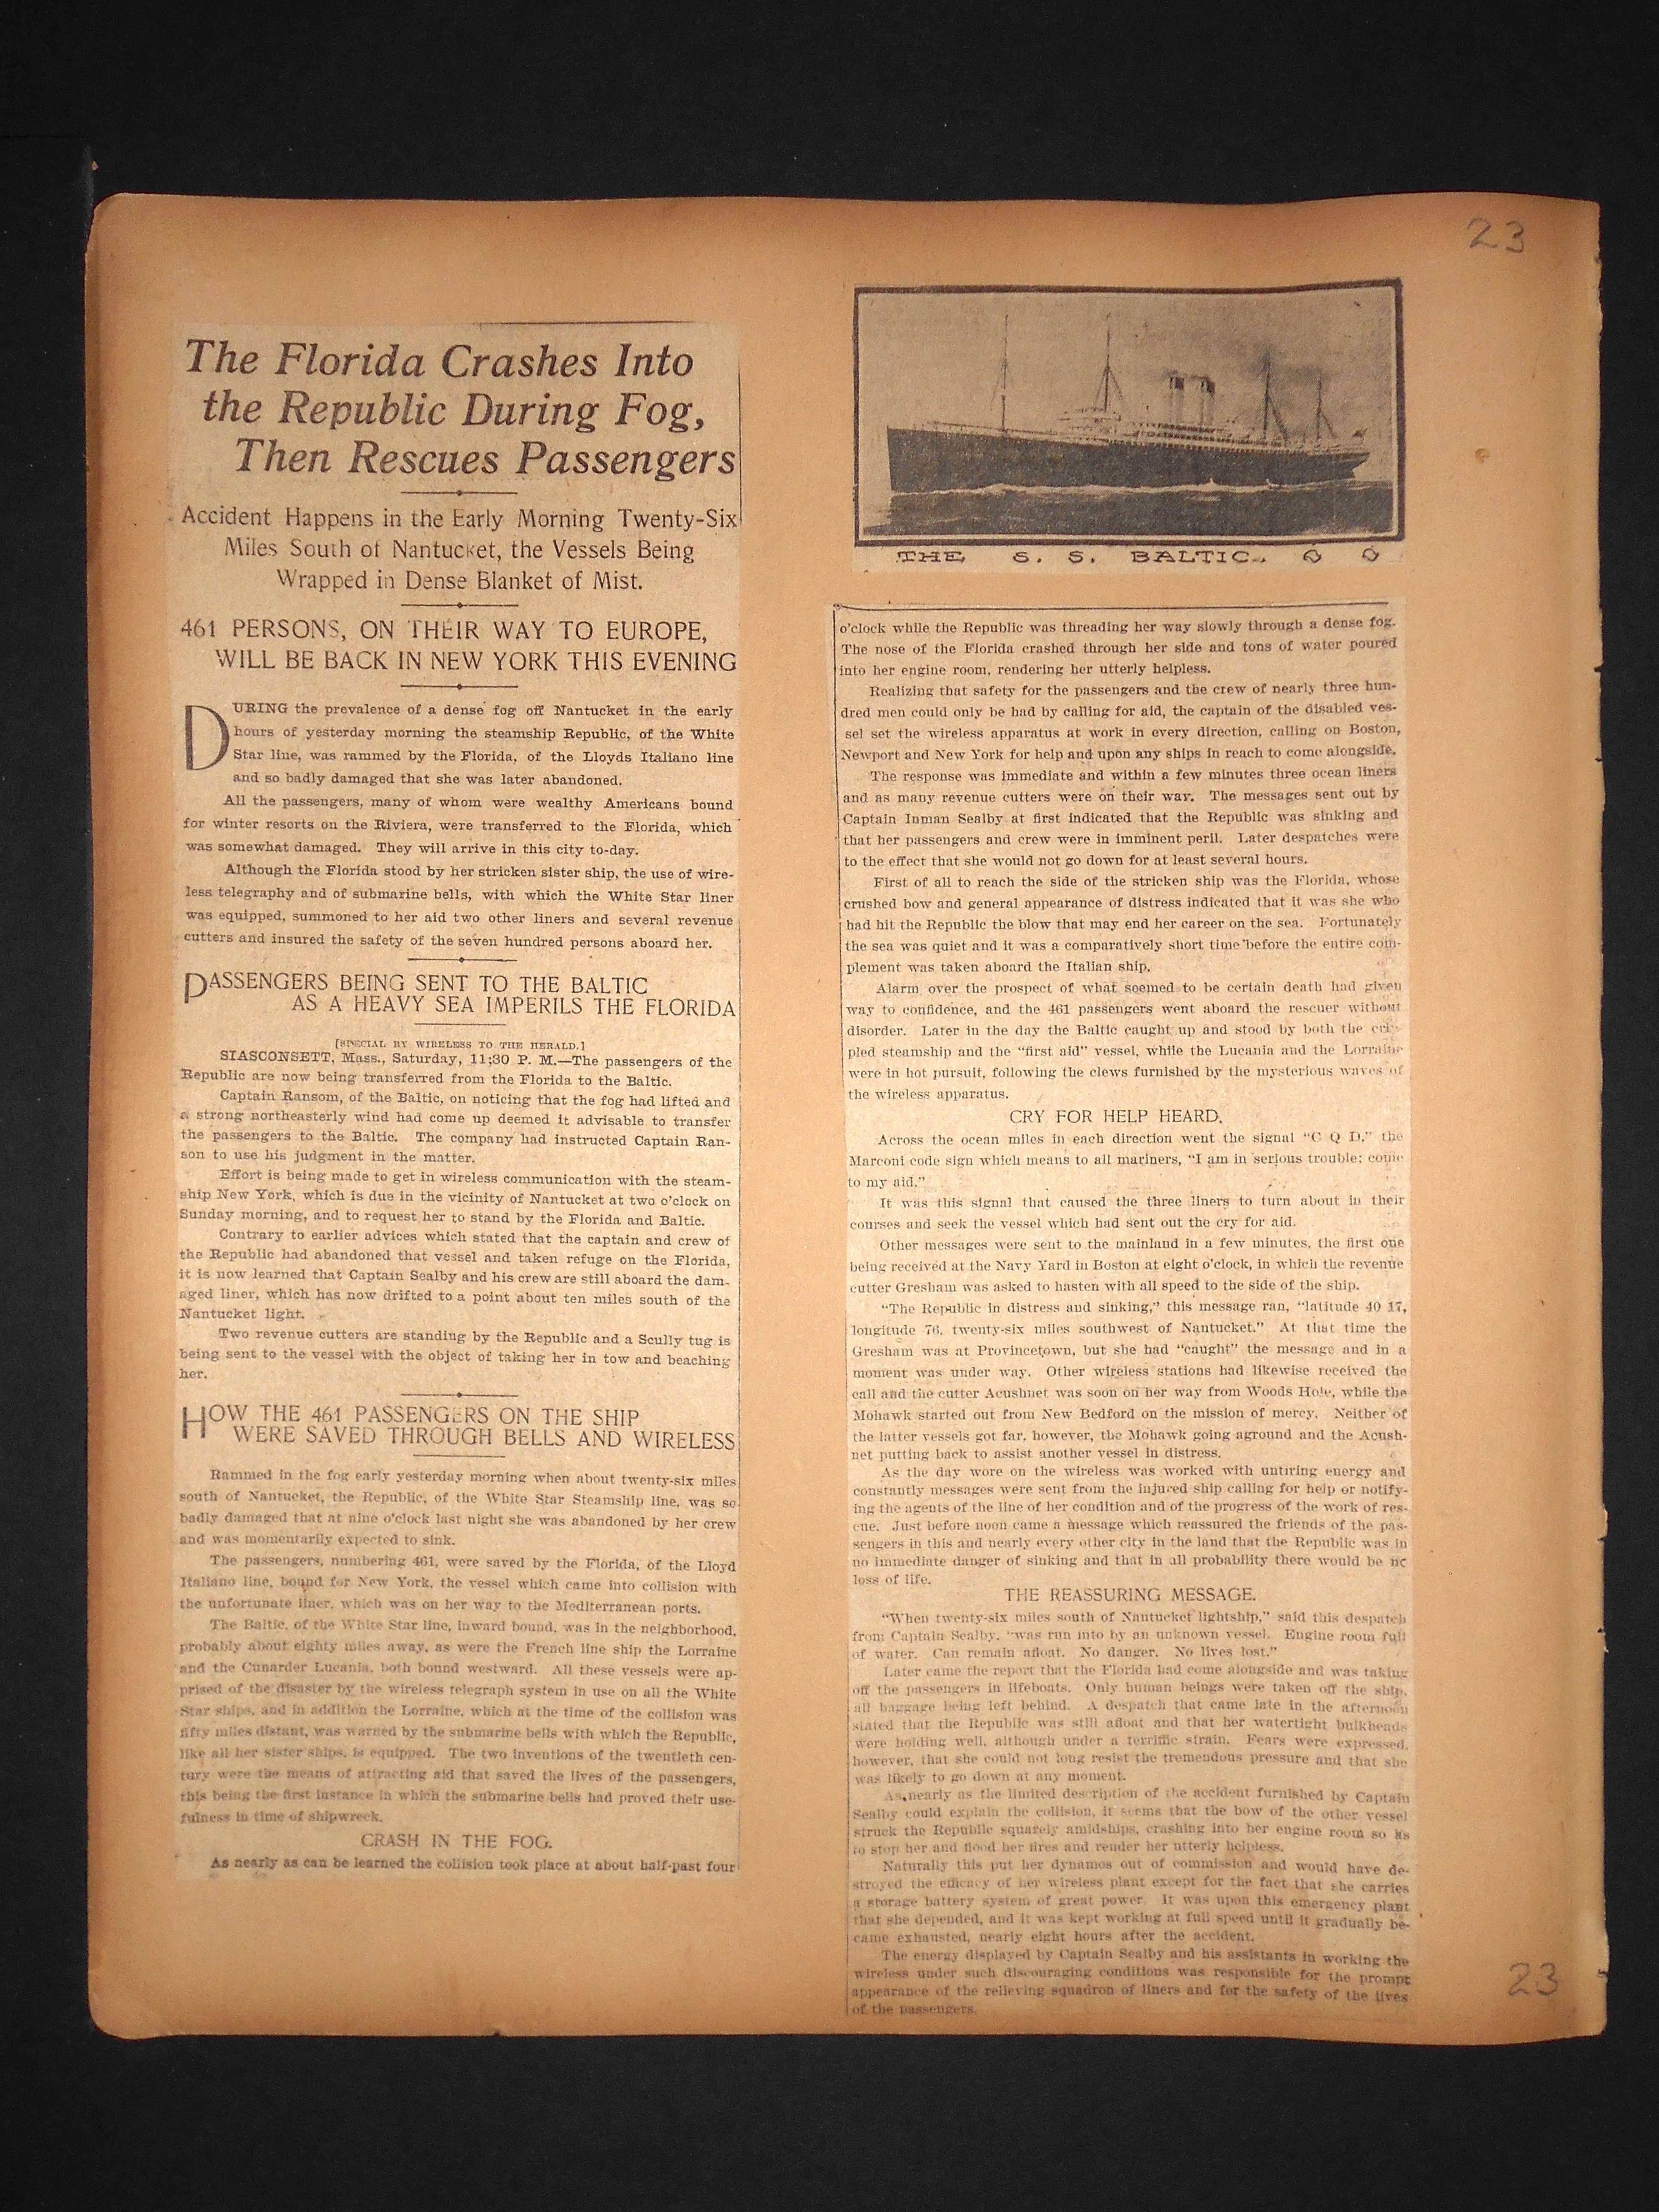 23
The Florida Crashes Into
the Republic During Fog,
Then Rescues Passengers
Accident Happens in the Early Morning Twenty-Six
Miles South of Nantucket, the Vessels Being
Wrapped in Dense Blanket of Mist.
461 PERSONS, ON THEIR WAY TO EUROPE,
WILL BE BACK IN NEW YORK THIS EVENING
DURING the prevalence of a dense fog off Nantucket in the early
hours of yesterday morning the steamship Republic, of the White
Star line, was rammed by the Florida, of the Lloyds Italiano line
and so badly damaged that she was later abandoned.
All the passengers, many of whom were wealthy Americans bound
for winter resorts on the Riviera, were transferred to the Florida, which
was somewhat damaged. They will arrive in this city to-day.
Although the Florida stood by her stricken sister ship, the use of wire-
less telegraphy and of submarine bells, with which the White Star liner
was equipped, summoned to her aid two other liners and several revenue
cutters and insured the safety of the seven hundred persons aboard her.
PASSENGERS BEING SENT TO THE BALTIC
AS A HEAVY SEA IMPERILS THE FLORIDA
[SPECIAL BY WIRELESS TO THE HERALD.]
SIASCONSETT, Mass., Saturday, 11:30 P. M.—The passengers of the
Republic are now being transferred from the Florida to the Baltic.
Captain Ransom, of the Baltic, on noticing that the fog had lifted and
a strong northeasterly wind had come up deemed it advisable to transfer
the passengers to the Baltic. The company had instructed Captain Ran-
son to use his judgment in the matter.
Effort is being made to get in wireless communication with the steam-
ship New York, which is due in the vicinity of Nantucket at two o'clock on
Sunday morning, and to request her to stand by the Florida and Baltic.
Contrary to earlier advices which stated that the captain and crew of
the Republic had abandoned that vessel and taken refuge on the Florida,
it is now learned that Captain Sealby and his crew are still aboard the dam-
aged liner, which has now drifted to a point about ten miles south of the
Nantucket light.
Two revenue cutters are standing by the Republic and a Scully tug is
being sent to the vessel with the object of taking her in tow and beaching
her.
HOW THE 461 PASSENGERS ON THE SHIP
WERE SAVED THROUGH BELLS AND WIRELESS
Rammed in the fog early yesterday morning when about twenty-six miles
south of Nantucket, the Republic, of the White Star Steamship line, was so
badly damaged that at nine o'clock last night she was abandoned by her crew
and was momentarily expected to sink.
The passengers, numbering 461, were saved by the Florida, of the Lloyd
Italiano line, bound for New York, the vessel which came into collision with
the unfortunate liner, which was on her way to the Mediterranean ports.
The Baltic, of the White Star line, inward bound, was in the neighborhood,
probably about eighty miles away, as were the French line ship the Lorraine
and the Cunarder Lucania, both bound westward. All these vessels were ap-
prised of the disaster by the wireless telegraph system in use on all the White
Star ships, and in addition the Lorraine, which at the time of the collision was
fifty miles distant, was warned by the submarine bells with which the Republic,
like all her sister ships, is equipped. The two inventions of the twentieth cen-
tury were the means of attracting aid that saved the lives of the passengers,
this being the first instance in which the submarine bells had proved their use-
fulness in time of shipwreck.
CRASH IN THE FOG.
As nearly as can be learned the collision took place at about half-past four
THE S. S. BALTIC.
o'clock while the Republic was threading her way slowly through a dense fog.
The nose of the Florida crashed through her side and tons of water poured
into her engine room, rendering her utterly helpless.
Realizing that safety for the passengers and the crew of nearly three hun-
dred men could only be had by calling for aid, the captain of the disabled ves-
sel set the wireless apparatus at work in every direction, calling on Boston,
Newport and New York for help and upon any ships in reach to come alongside.
The response was immediate and within a few minutes three ocean liners
and as many revenue cutters were on their way. The messages sent out by
Captain Inman Sealby at first indicated that the Republic was sinking and
that her passengers and crew were in imminent peril. Later despatches were
to the effect that she would not go down for at least several hours.
First of all to reach the side of the stricken ship was the Florida, whose
crushed bow and general appearance of distress indicated that it was she who
had hit the Republic the blow that may end her career on the sea. Fortunately
the sea was quiet and it was a comparatively short time before the entire com-
plement was taken aboard the Italian ship.
Alarm over the prospect of what seemed to be certain death had given
way to confidence, and the 461 passengers went aboard the rescuer without
disorder. Later in the day the Baltic caught up and stood by both the crip-
pled steamship and the "first aid" vessel, while the Lucania and the Lorraine
were in hot pursuit, following the clews furnished by the mysterious waves of
the wireless apparatus.
CRY FOR HELP HEARD.
Across the ocean miles in each direction went the signal "C Q D," the
Marconi code sign which means to all mariners, "I am in serious trouble; come
to my aid."
It was this signal that caused the three liners to turn about in their
courses and seek the vessel which had sent out the cry for aid.
Other messages were sent to the mainland in a few minutes, the first one
being received at the Navy Yard in Boston at eight o'clock, in which the revenue
cutter Gresham was asked to hasten with all speed to the side of the ship.
"The Republic in distress and sinking," this message ran, "latitude 40 17,
longitude 76, twenty-six miles southwest of Nantucket." At that time the
Gresham was at Provincetown, but she had "caught" the message and in a
moment was under way. Other wireless stations had likewise received the
call and the cutter Acushnet was soon on her way from Woods Hole, while the
Mohawk started out from New Bedford on the mission of mercy. Neither of
the latter vessels got far, however, the Mohawk going aground and the Acush-
net putting back to assist another vessel in distress.
As the day wore on the wireless was worked with untiring energy and
constantly messages were sent from the injured ship calling for help or notify-
ing the agents of the line of her condition and of the progress of the work of res-
cue. Just before noon came a message which reassured the friends of the pas-
sengers in this and nearly every other city in the land that the Republic was in
no immediate danger of sinking and that in all probability there would be no
loss of life.
THE REASSURING MESSAGE.
"When twenty-six miles south of Nantucket lightship," said this despatch
from Captain Sealby, "was run into by an unknown vessel. Engine room full
of water. Can remain afloat. No danger. No lives lost."
Later came the report that the Florida had come alongside and was taking
off the passengers in lifeboats. Only human beings were taken off the ship,
all baggage being left behind. A despatch that came late in the afternoon
stated that the Republic was still afloat and that her watertight bulkheads
were holding well, although under a terrific strain. Fears were expressed,
however, that she could not long resist the tremendous pressure and that she
was likely to go down at any moment.
As nearly as the limited description of the accident furnished by Captain
Sealby could explain the collision, it seems that the bow of the other vessel
struck the Republic squarely amidships, crashing into her engine room so as
to stop her and flood her fires and render her utterly helpless.
Naturally this put her dynamos out of commission and would have de-
stroyed the efficacy of her wireless plant except for the fact that she carries
a storage battery system of great power. It was upon this emergency plant
that she depended, and it was kept working at full speed until it gradually be-
came exhausted, nearly eight hours after the accident.
The energy displayed by Captain Sealby and his assistants in working the
wireless under such discouraging conditions was responsible for the prompt
appearance of the relieving squadron of liners and for the safety of the lives
of the passengers.
23